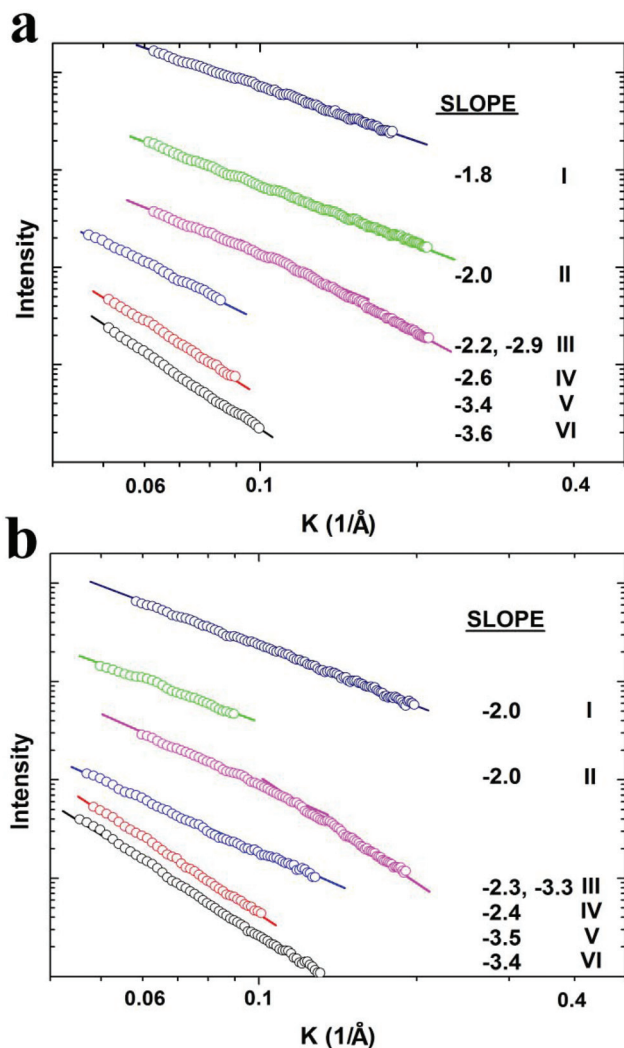 a
SLOPE
-1.8 I
-2.0 II
-2.2, -2.9 III
-2.6 IV
-3.4 V
-3.6 VI
Intensity
0.06 0.1 0.4
K (1/Å)
b
SLOPE
-2.0 I
-2.0 II
-2.3, -3.3 III
-2.4 IV
-3.5 V
-3.4 VI
Intensity
0.06 0.1 0.4
K (1/Å)